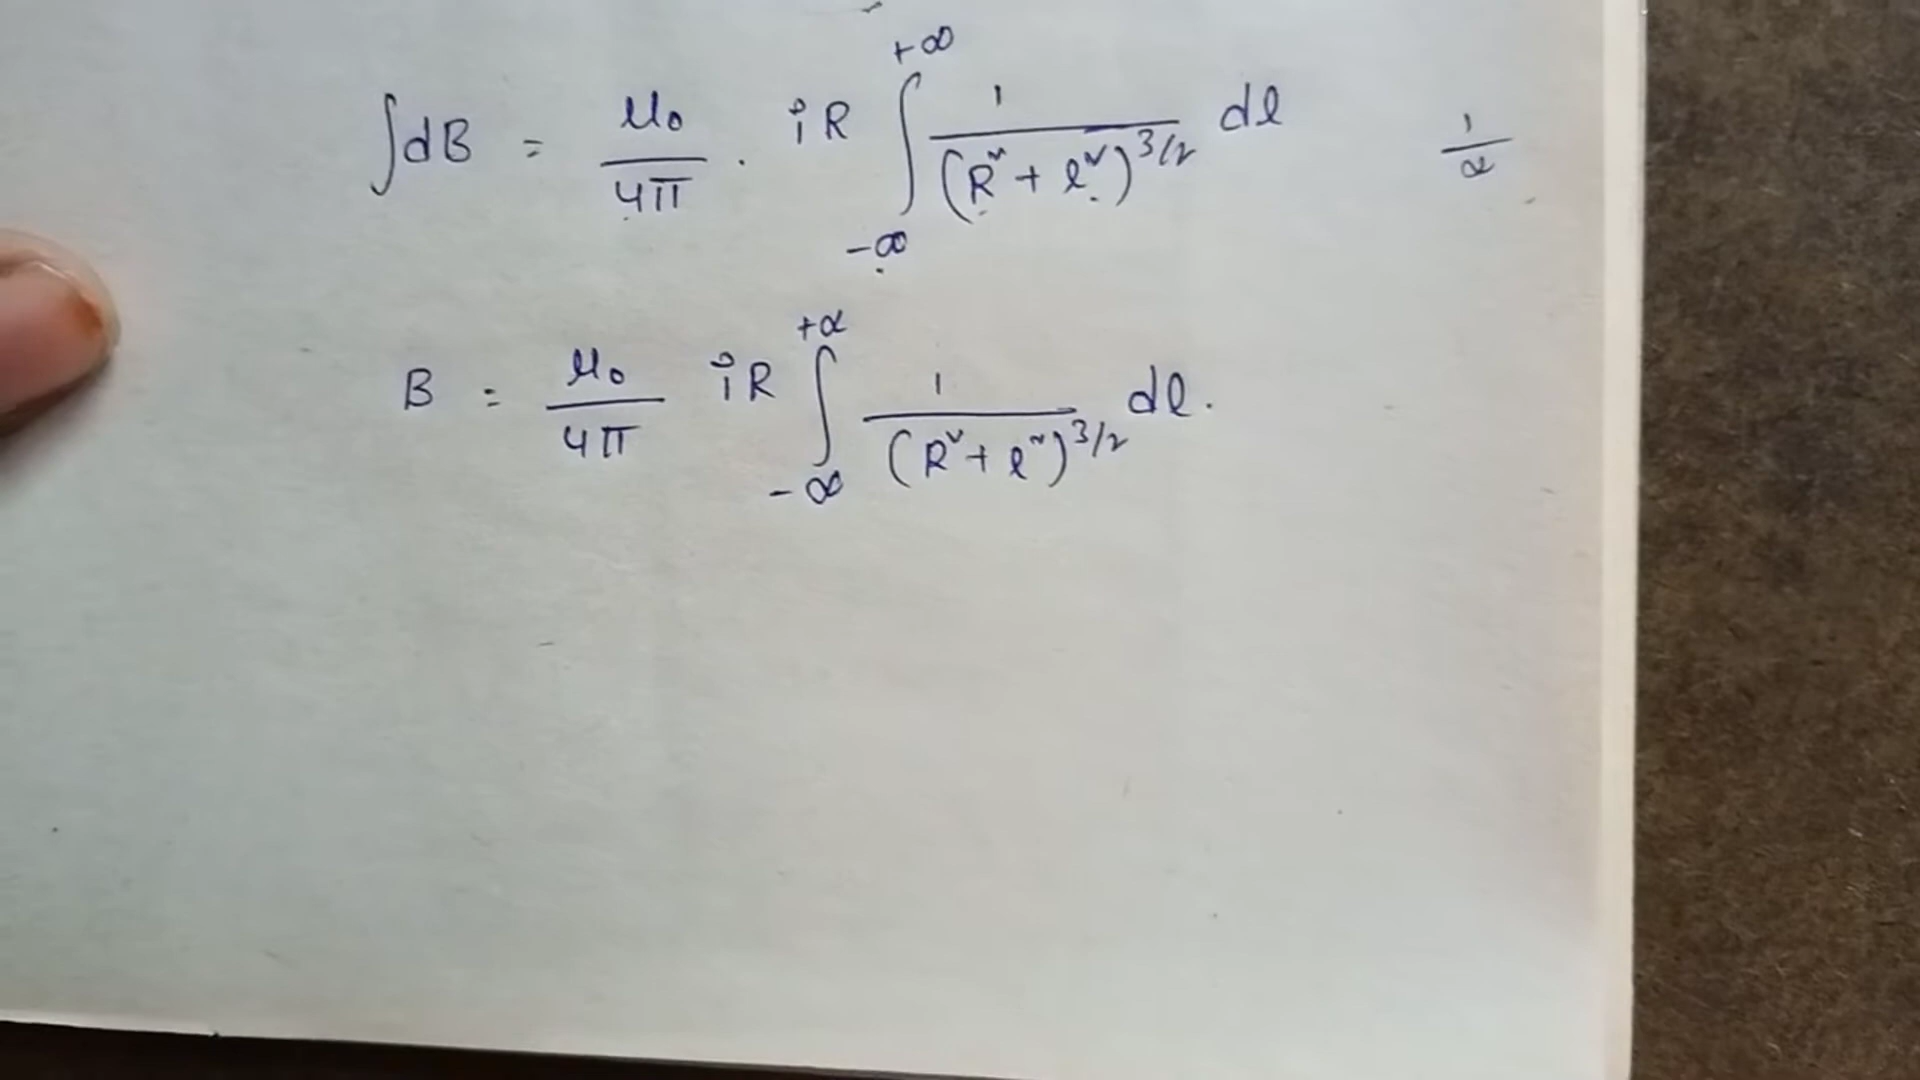 ∫dB = μ₀/4π . iR ∫_{-∞}^{+∞} 1/(R² + l²)^{3/2} dl 1/∝
B = μ₀/4π iR ∫_{-∞}^{+∝} 1/(R² + l²)^{3/2} dl.